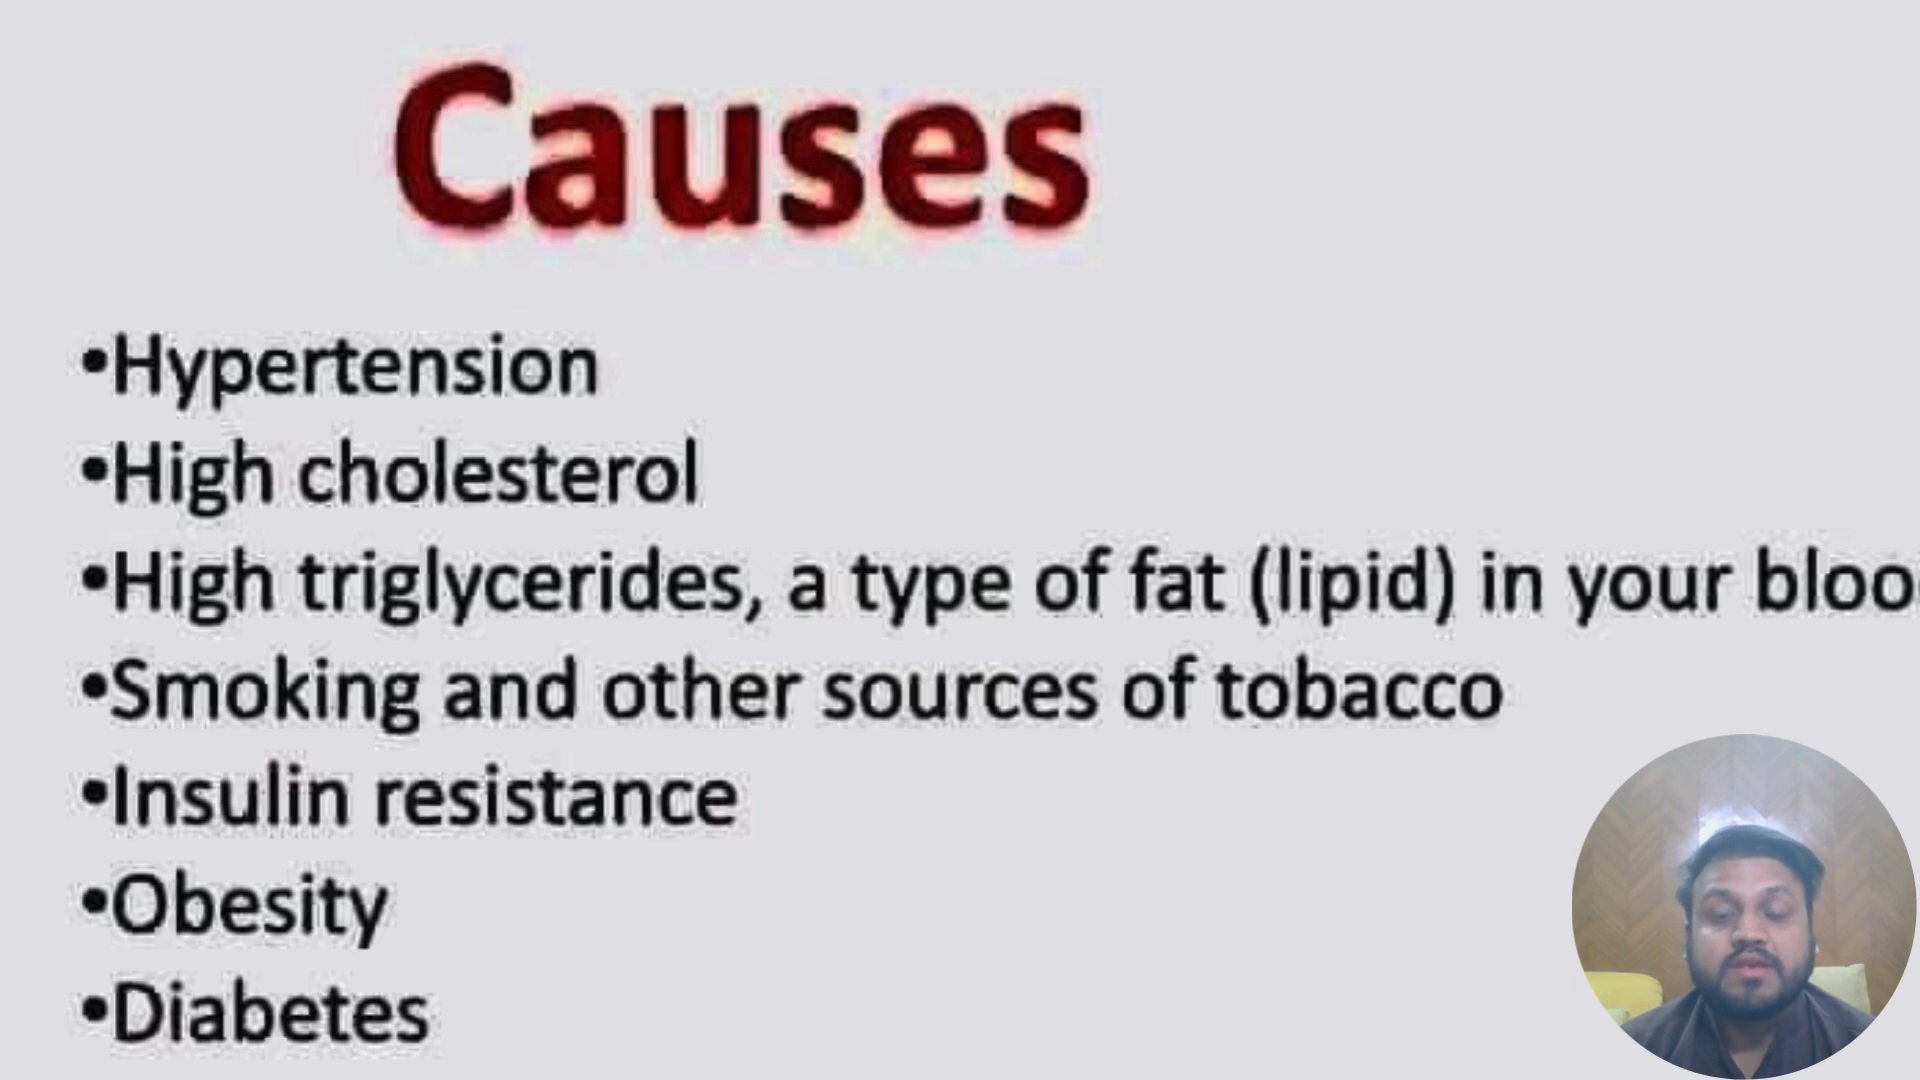 Causes
•Hypertension
•High cholesterol
•High triglycerides, a type of fat (lipid) in your
•Smoking and other sources of tobacco
•Insulin resistance
•Obesity
•Diabetes